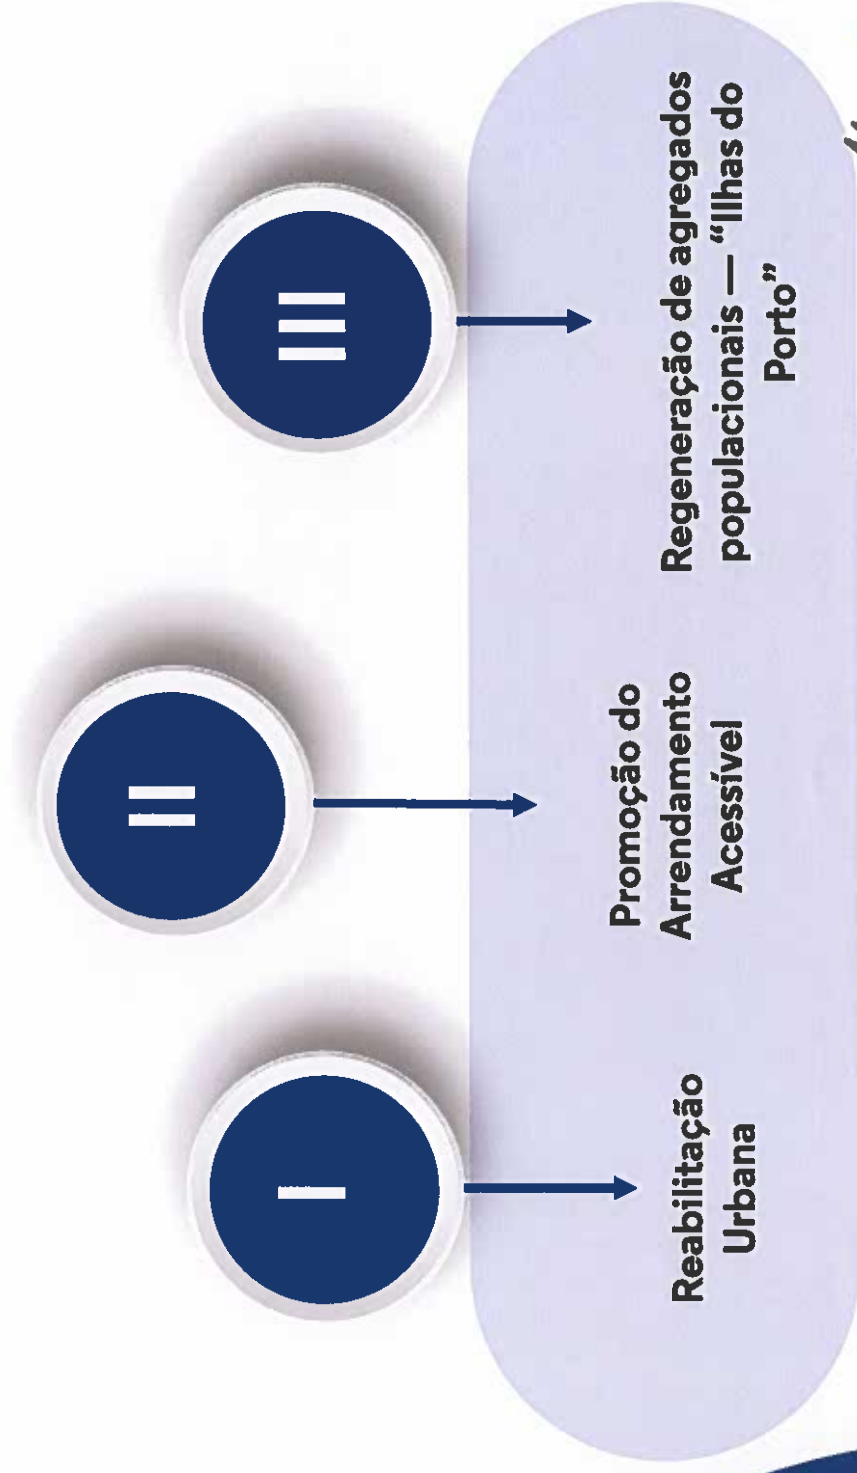 I
II
III
Reabilitação
Urbana
Promoção do
Arrendamento
Acessível
Regeneração de agregados
populacionais — “Ilhas do
Porto”